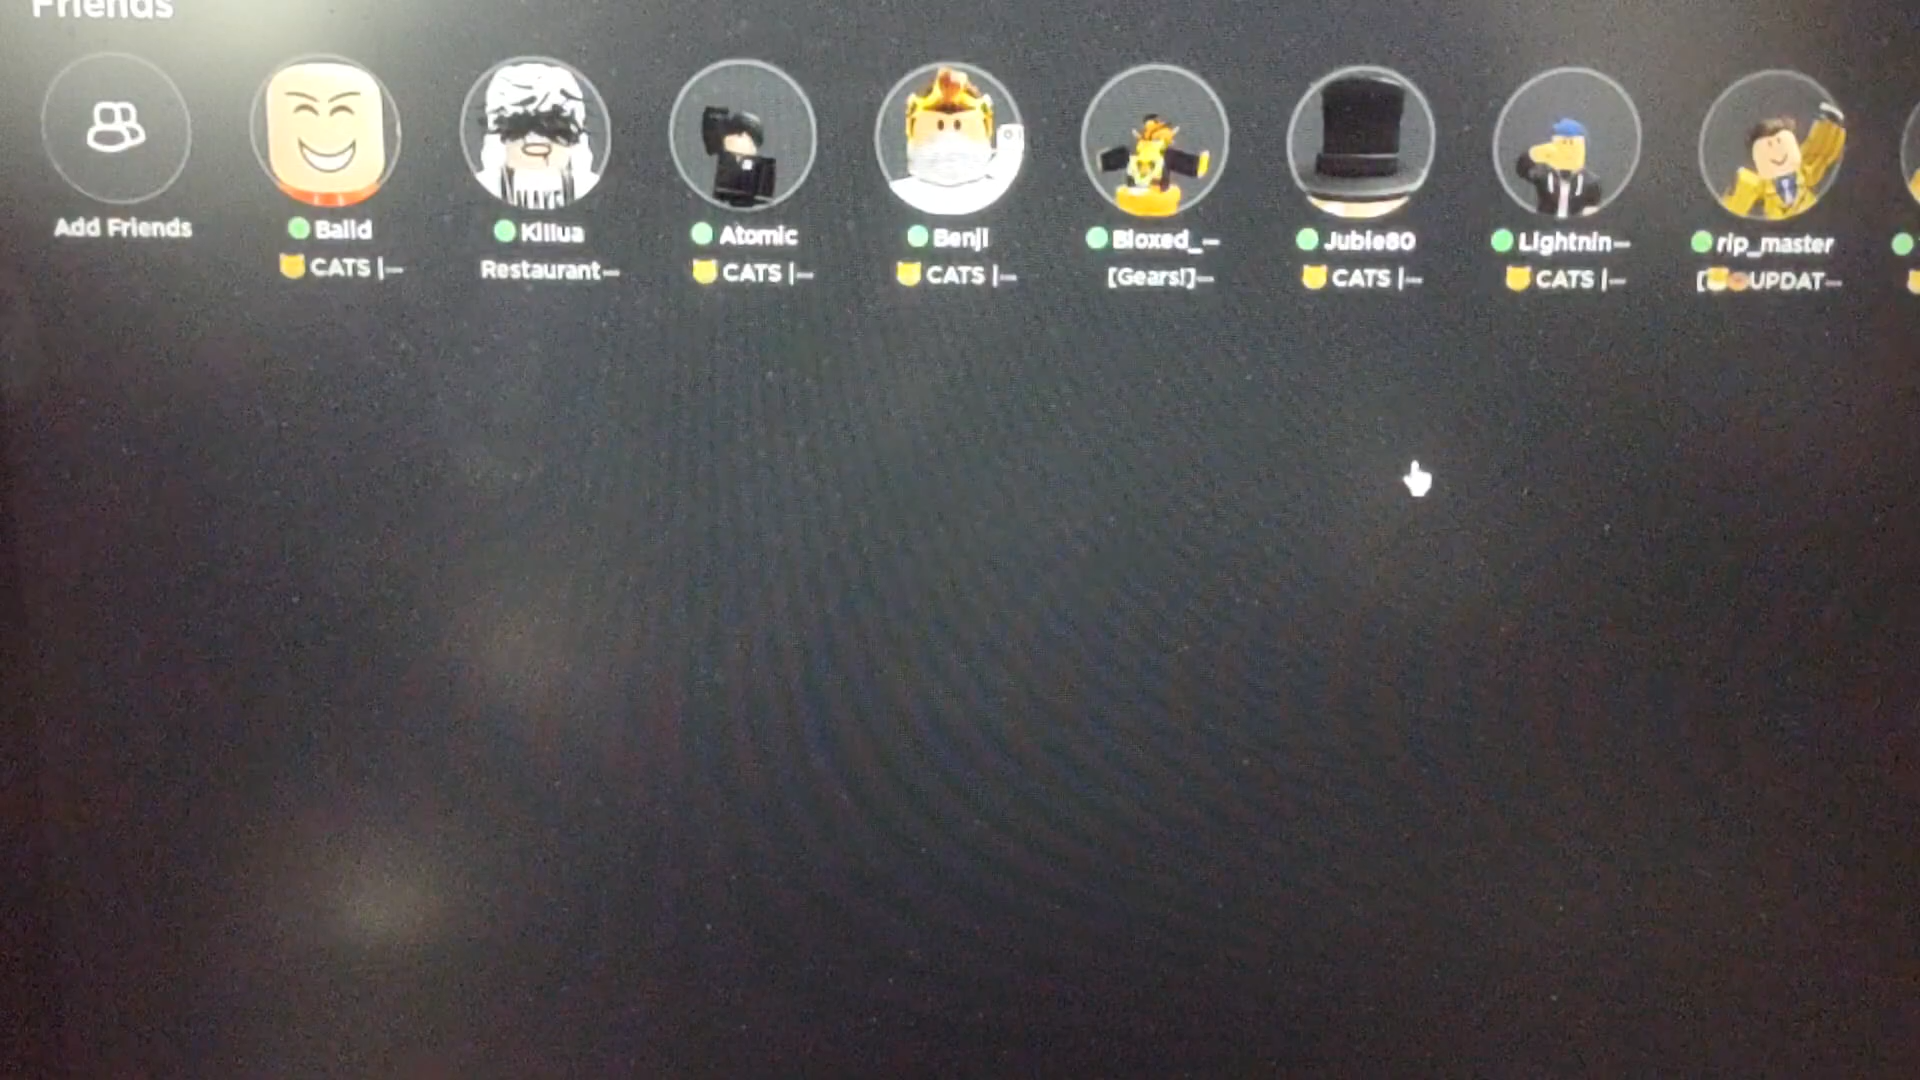 Friends
Add Friends
Balld
CATS |...
Killua
Restaurant...
Atomic
CATS |...
Benji
CATS |...
Bloxed_...
[Gears!]...
Jubie80
CATS |...
Lightnin...
CATS |...
rip_master
[🐱🍩UPDAT...